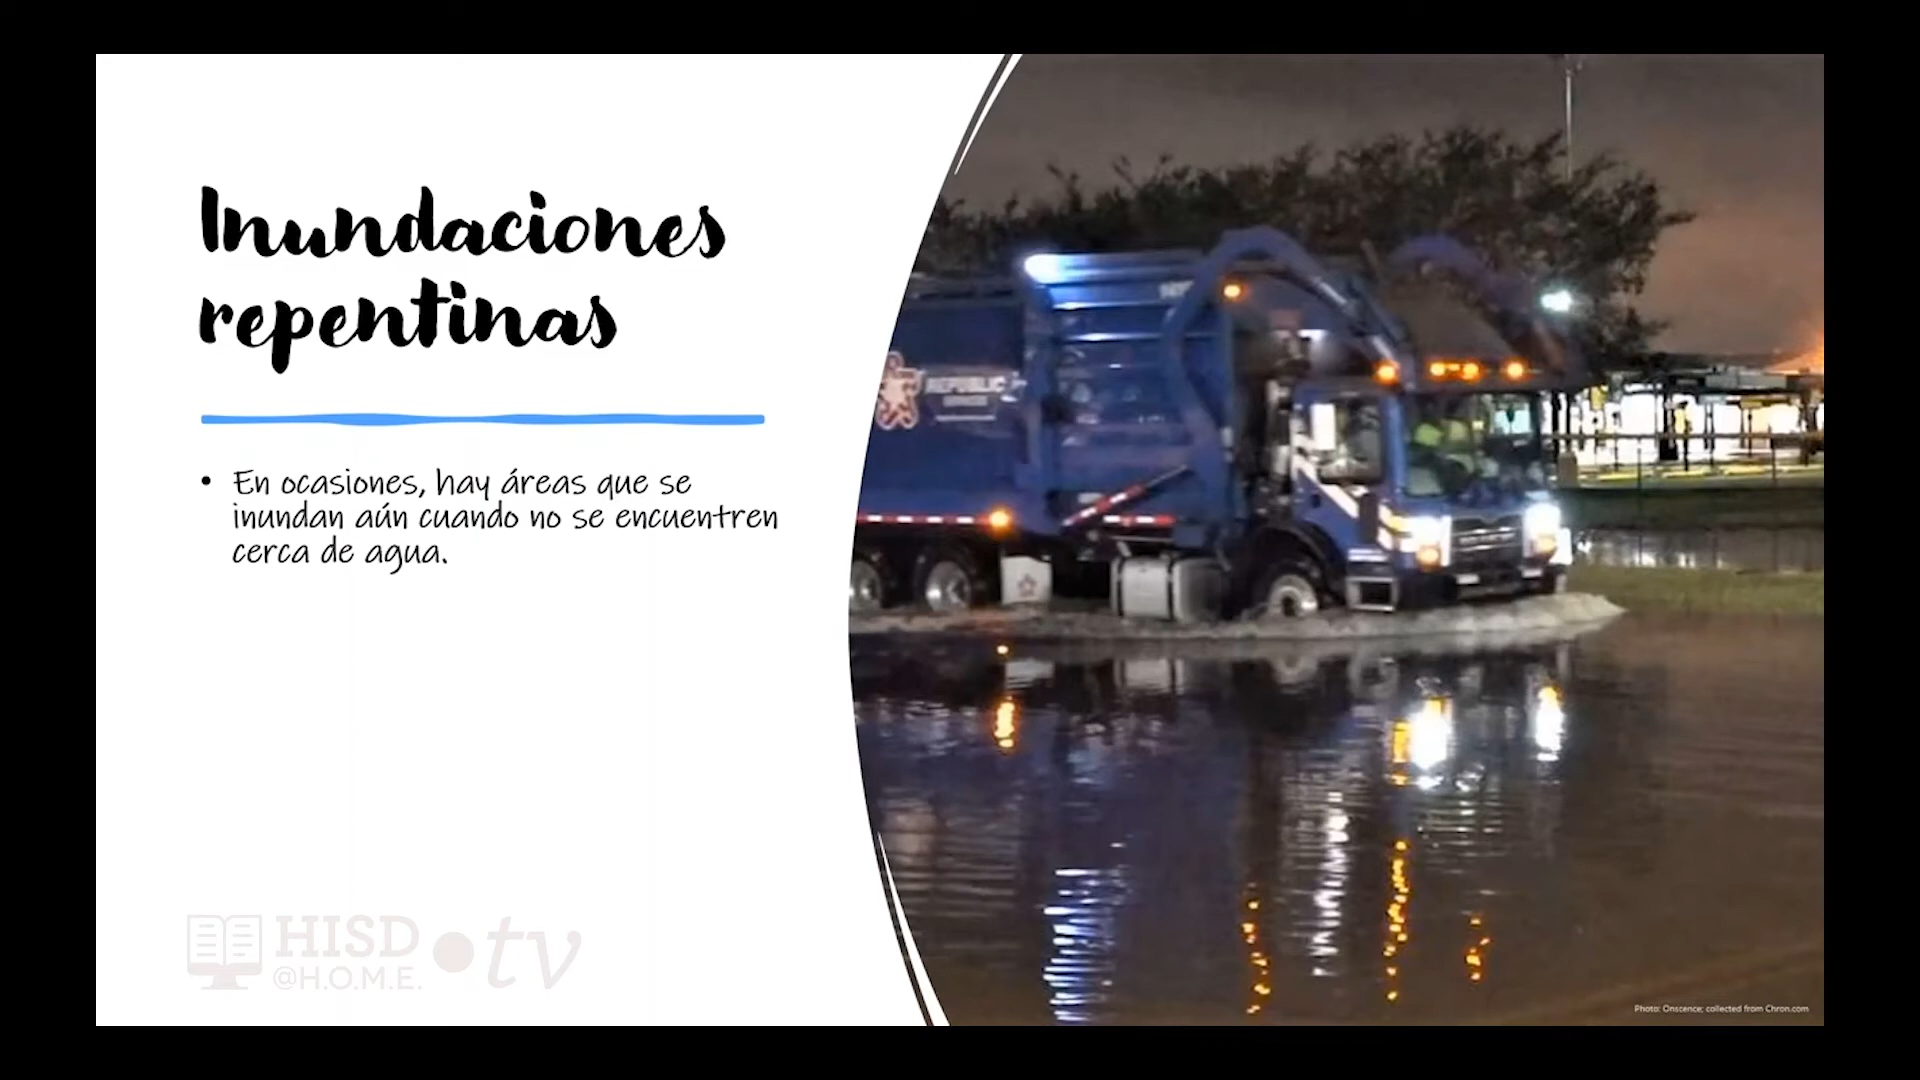 Inundaciones
repentinas
• En ocasiones, hay áreas que se
inundan aún cuando no se encuentren
cerca de agua.
REPUBLIC
HISD
@H.O.M.E.
tv
Photo: Onscence; collected from Chron.com